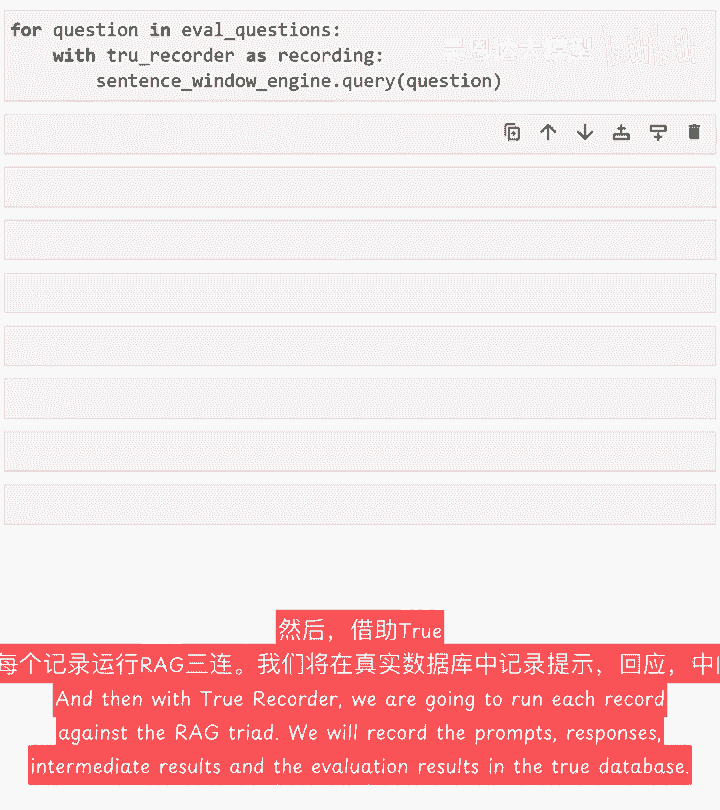 for question in eval_questions:
    with tru_recorder as recording:
        sentence_window_engine.query(question)
然后，借助True
每个记录运行RAG三连。我们将在真实数据库中记录提示，回应，中
And then with True Recorder, we are going to run each record
against the RAG triad. We will record the prompts, responses,
intermediate results and the evaluation results in the true database.